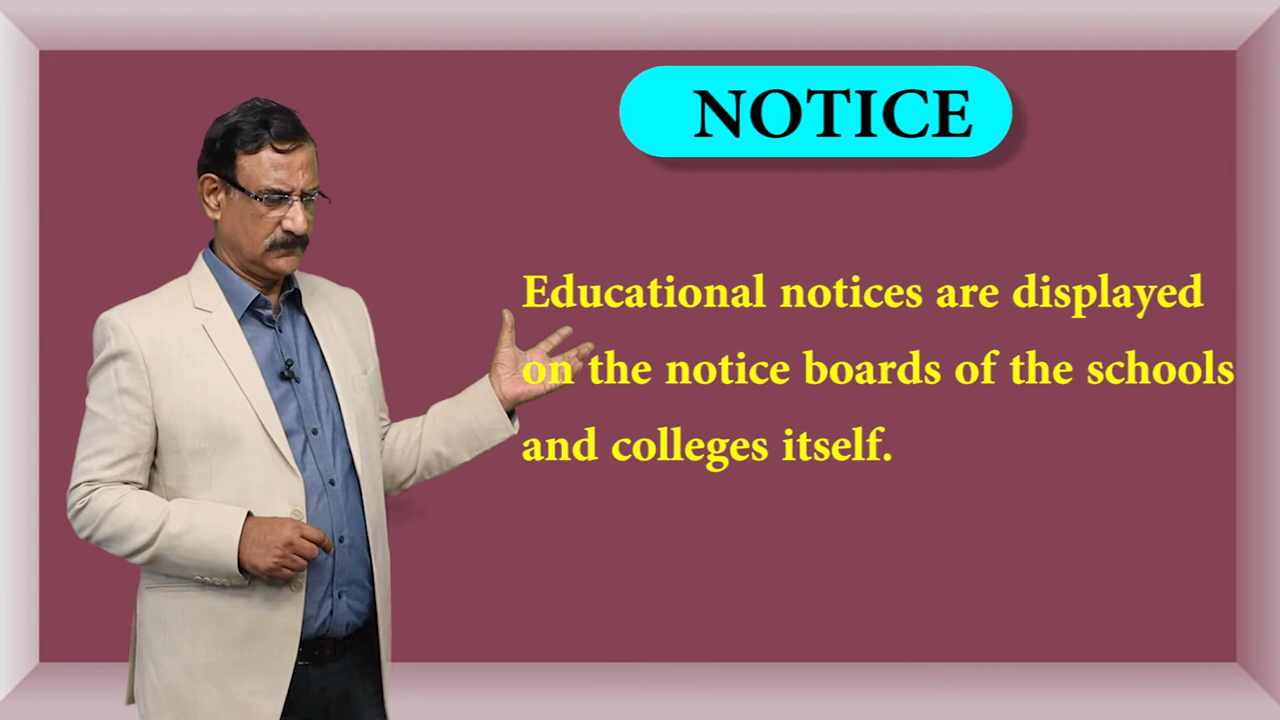 NOTICE
Educational notices are displayed
on the notice boards of the schools
and colleges itself.